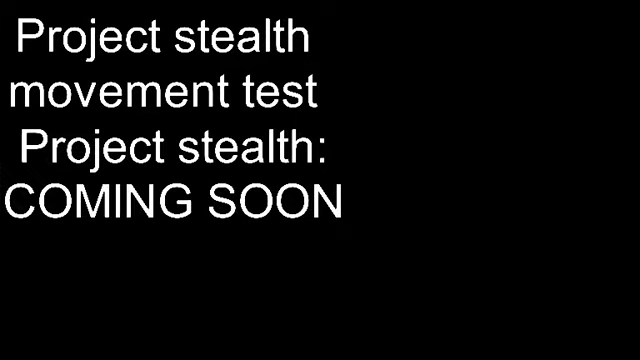 Project stealth
movement test
Project stealth:
COMING SOON